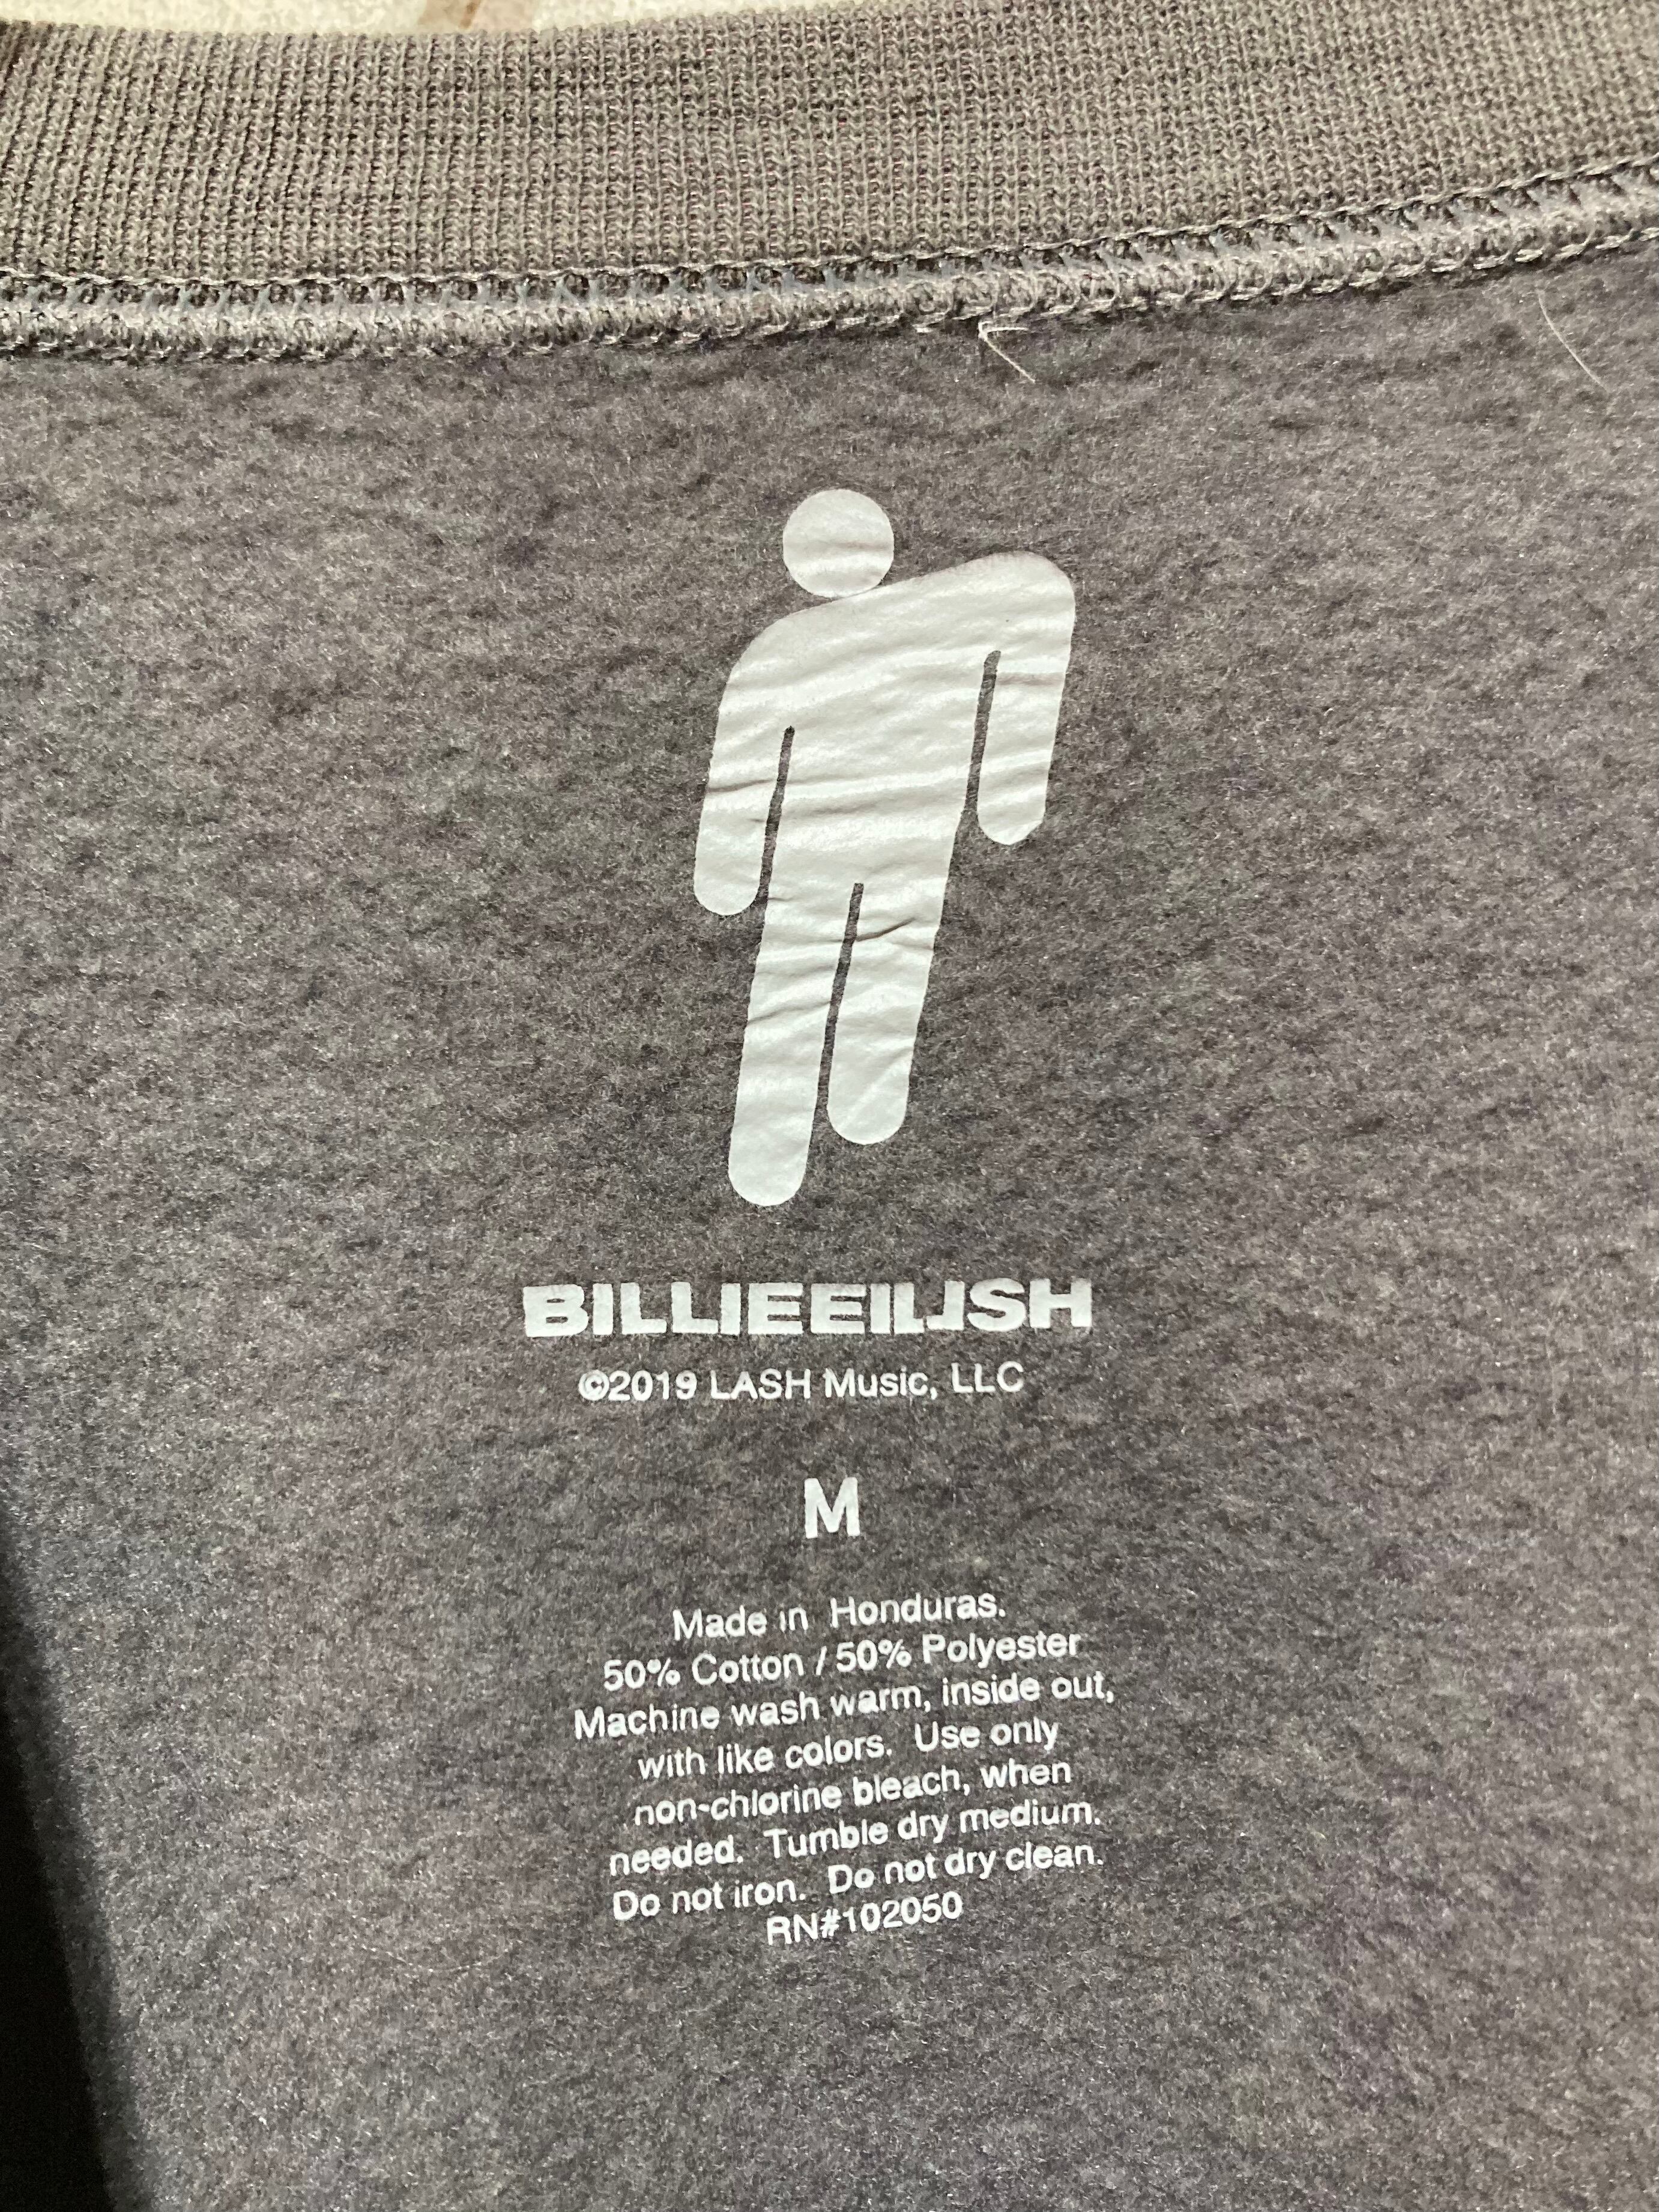 BILLIEEILISH
©2019 LASH Music, LLC
M
Made in Honduras.
50% Cotton / 50% Polyester
Machine wash warm, inside out,
with like colors. Use only
non-chlorine bleach, when
needed. Tumble dry medium.
Do not iron. Do not dry clean.
RN#102050